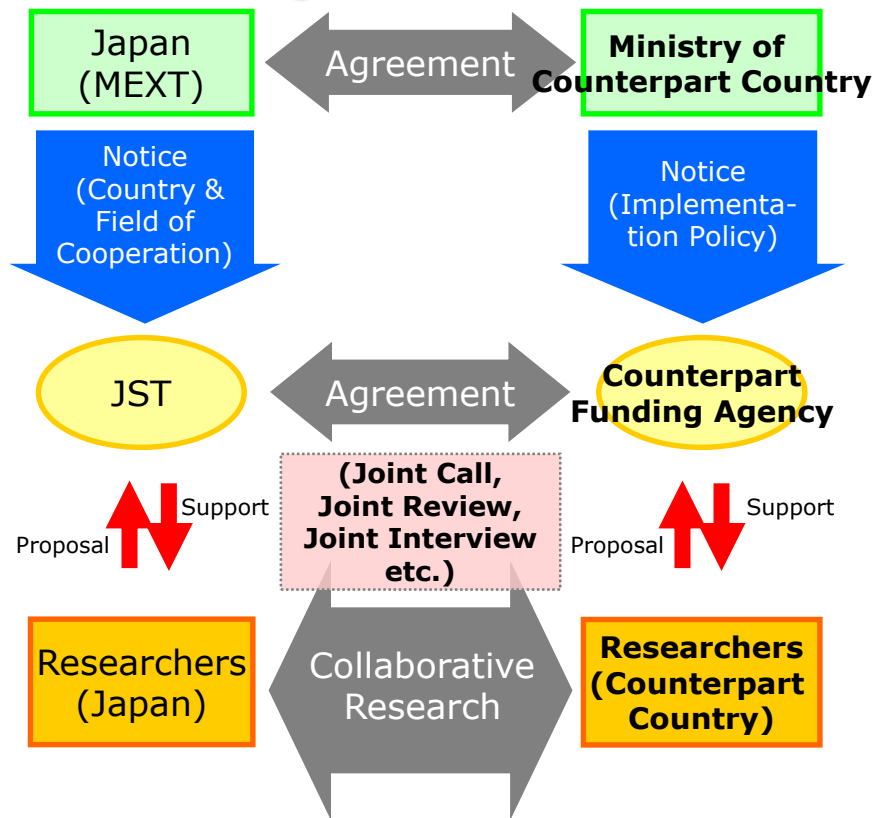 Japan
(MEXT)
Agreement
Ministry of
Counterpart Country
Notice
(Country &
Field of
Cooperation)
Notice
(Implementa-
tion Policy)
JST
Agreement
Counterpart
Funding Agency
(Joint Call,
Joint Review,
Joint Interview
etc.)
Proposal
Support
Proposal
Support
Researchers
(Japan)
Collaborative
Research
Researchers
(Counterpart
Country)